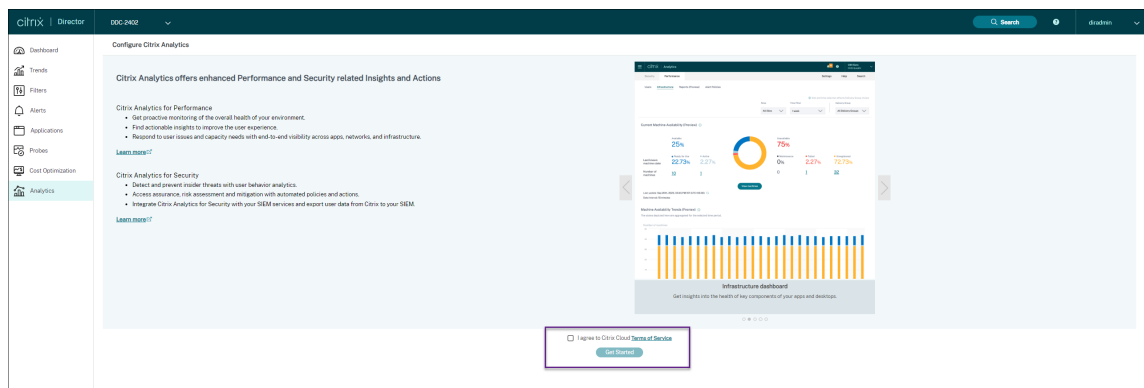 citrix | Director
DDC-2402
Search
diradmin
Dashboard
Trends
Filters
Alerts
Applications
Probes
Cost Optimization
Analytics
Configure Citrix Analytics
Citrix Analytics offers enhanced Performance and Security related Insights and Actions
Citrix Analytics for Performance
• Get proactive monitoring of the overall health of your environment.
• Find actionable insights to improve the user experience.
• Respond to user issues and capacity needs with end-to-end visibility across apps, networks, and infrastructure.
Learn more
Citrix Analytics for Security
• Detect and prevent insider threats with user behavior analytics.
• Access assurance, risk assessment and mitigation with automated policies and actions.
• Integrate Citrix Analytics for Security with your SIEM services and export user data from Citrix to your SIEM.
Learn more
citrix Analytics
Performance
Settings Help Search
Infrastructure
Current Machine Availability (Preview)
25%
75%
22.73% 2.27%
0% 2.27% 72.73%
Machine Availability Trends (Preview)
Infrastructure dashboard
Get insights into the health of key components of your apps and desktops.
I agree to Citrix Cloud Terms of Service
Get Started